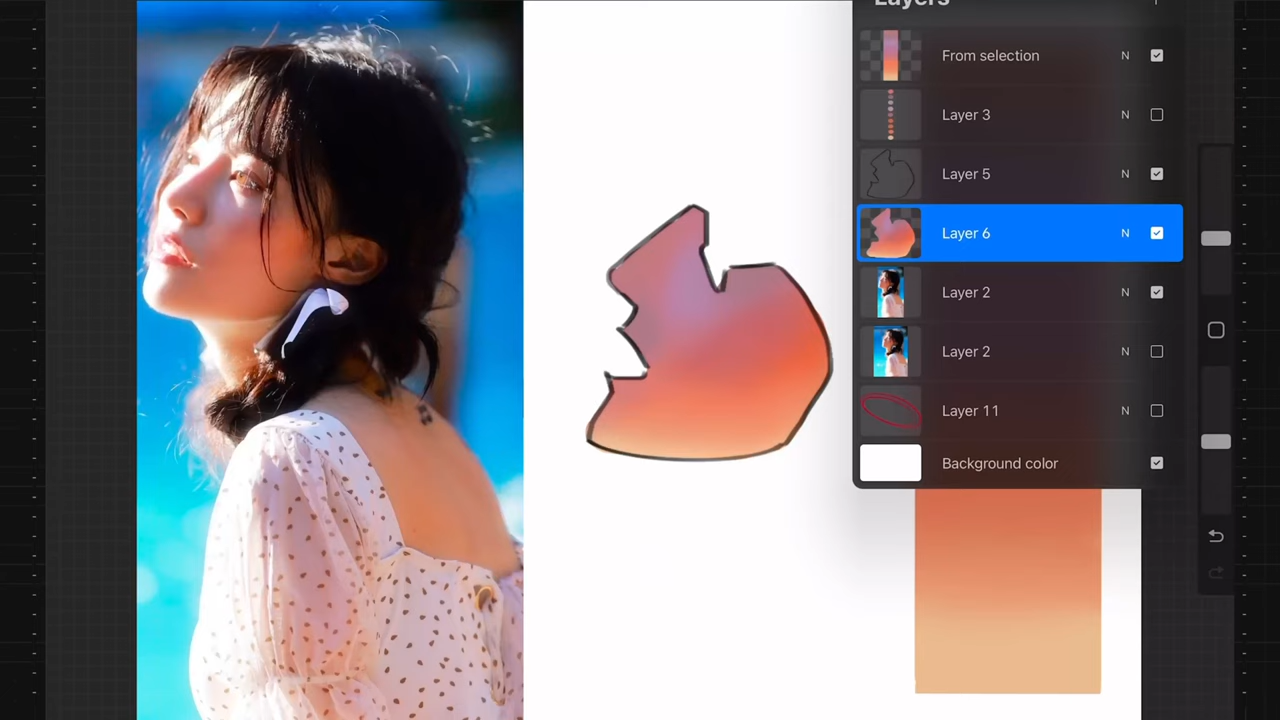 Layers
From selection N
Layer 3 N
Layer 5 N
Layer 6 N
Layer 2 N
Layer 2 N
Layer 11 N
Background color